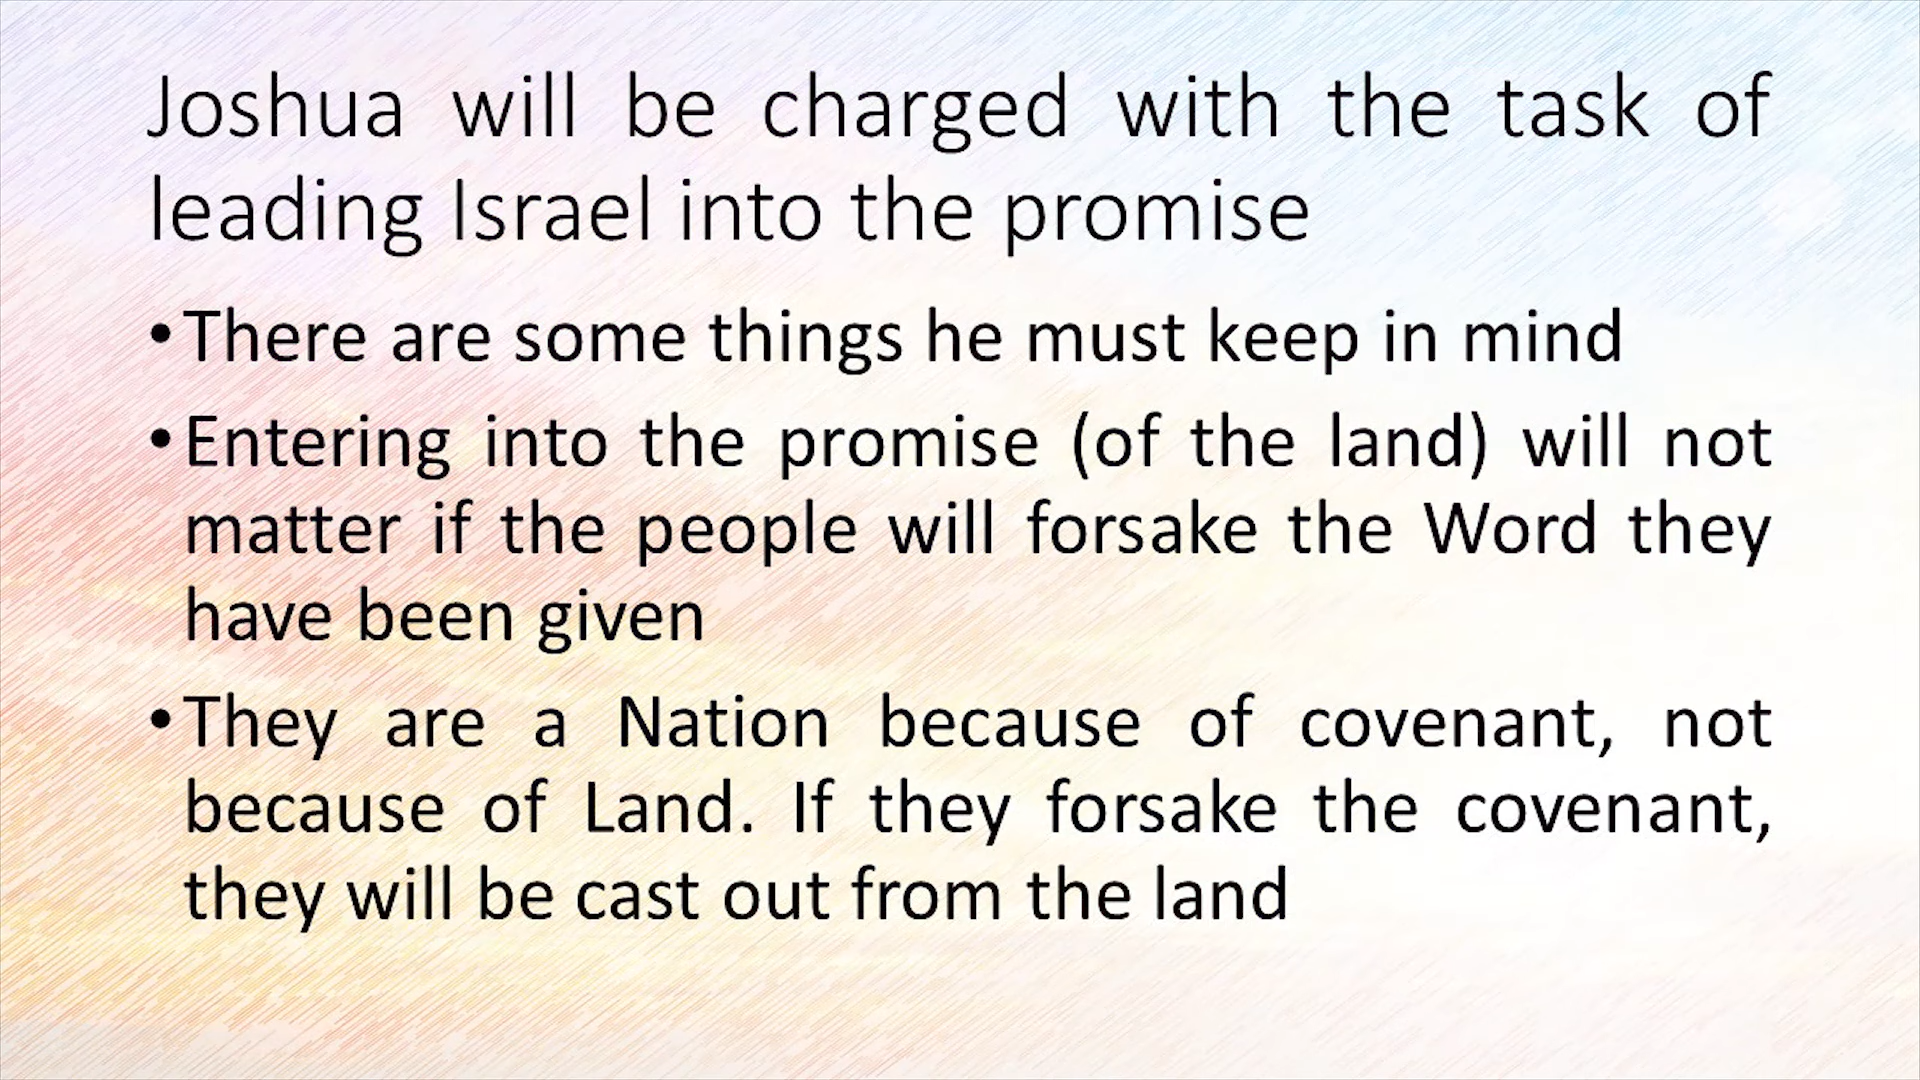 Joshua will be charged with the task of
leading Israel into the promise
•There are some things he must keep in mind
•Entering into the promise (of the land) will not
matter if the people will forsake the Word they
have been given
•They are a Nation because of covenant, not
because of Land. If they forsake the covenant,
they will be cast out from the land